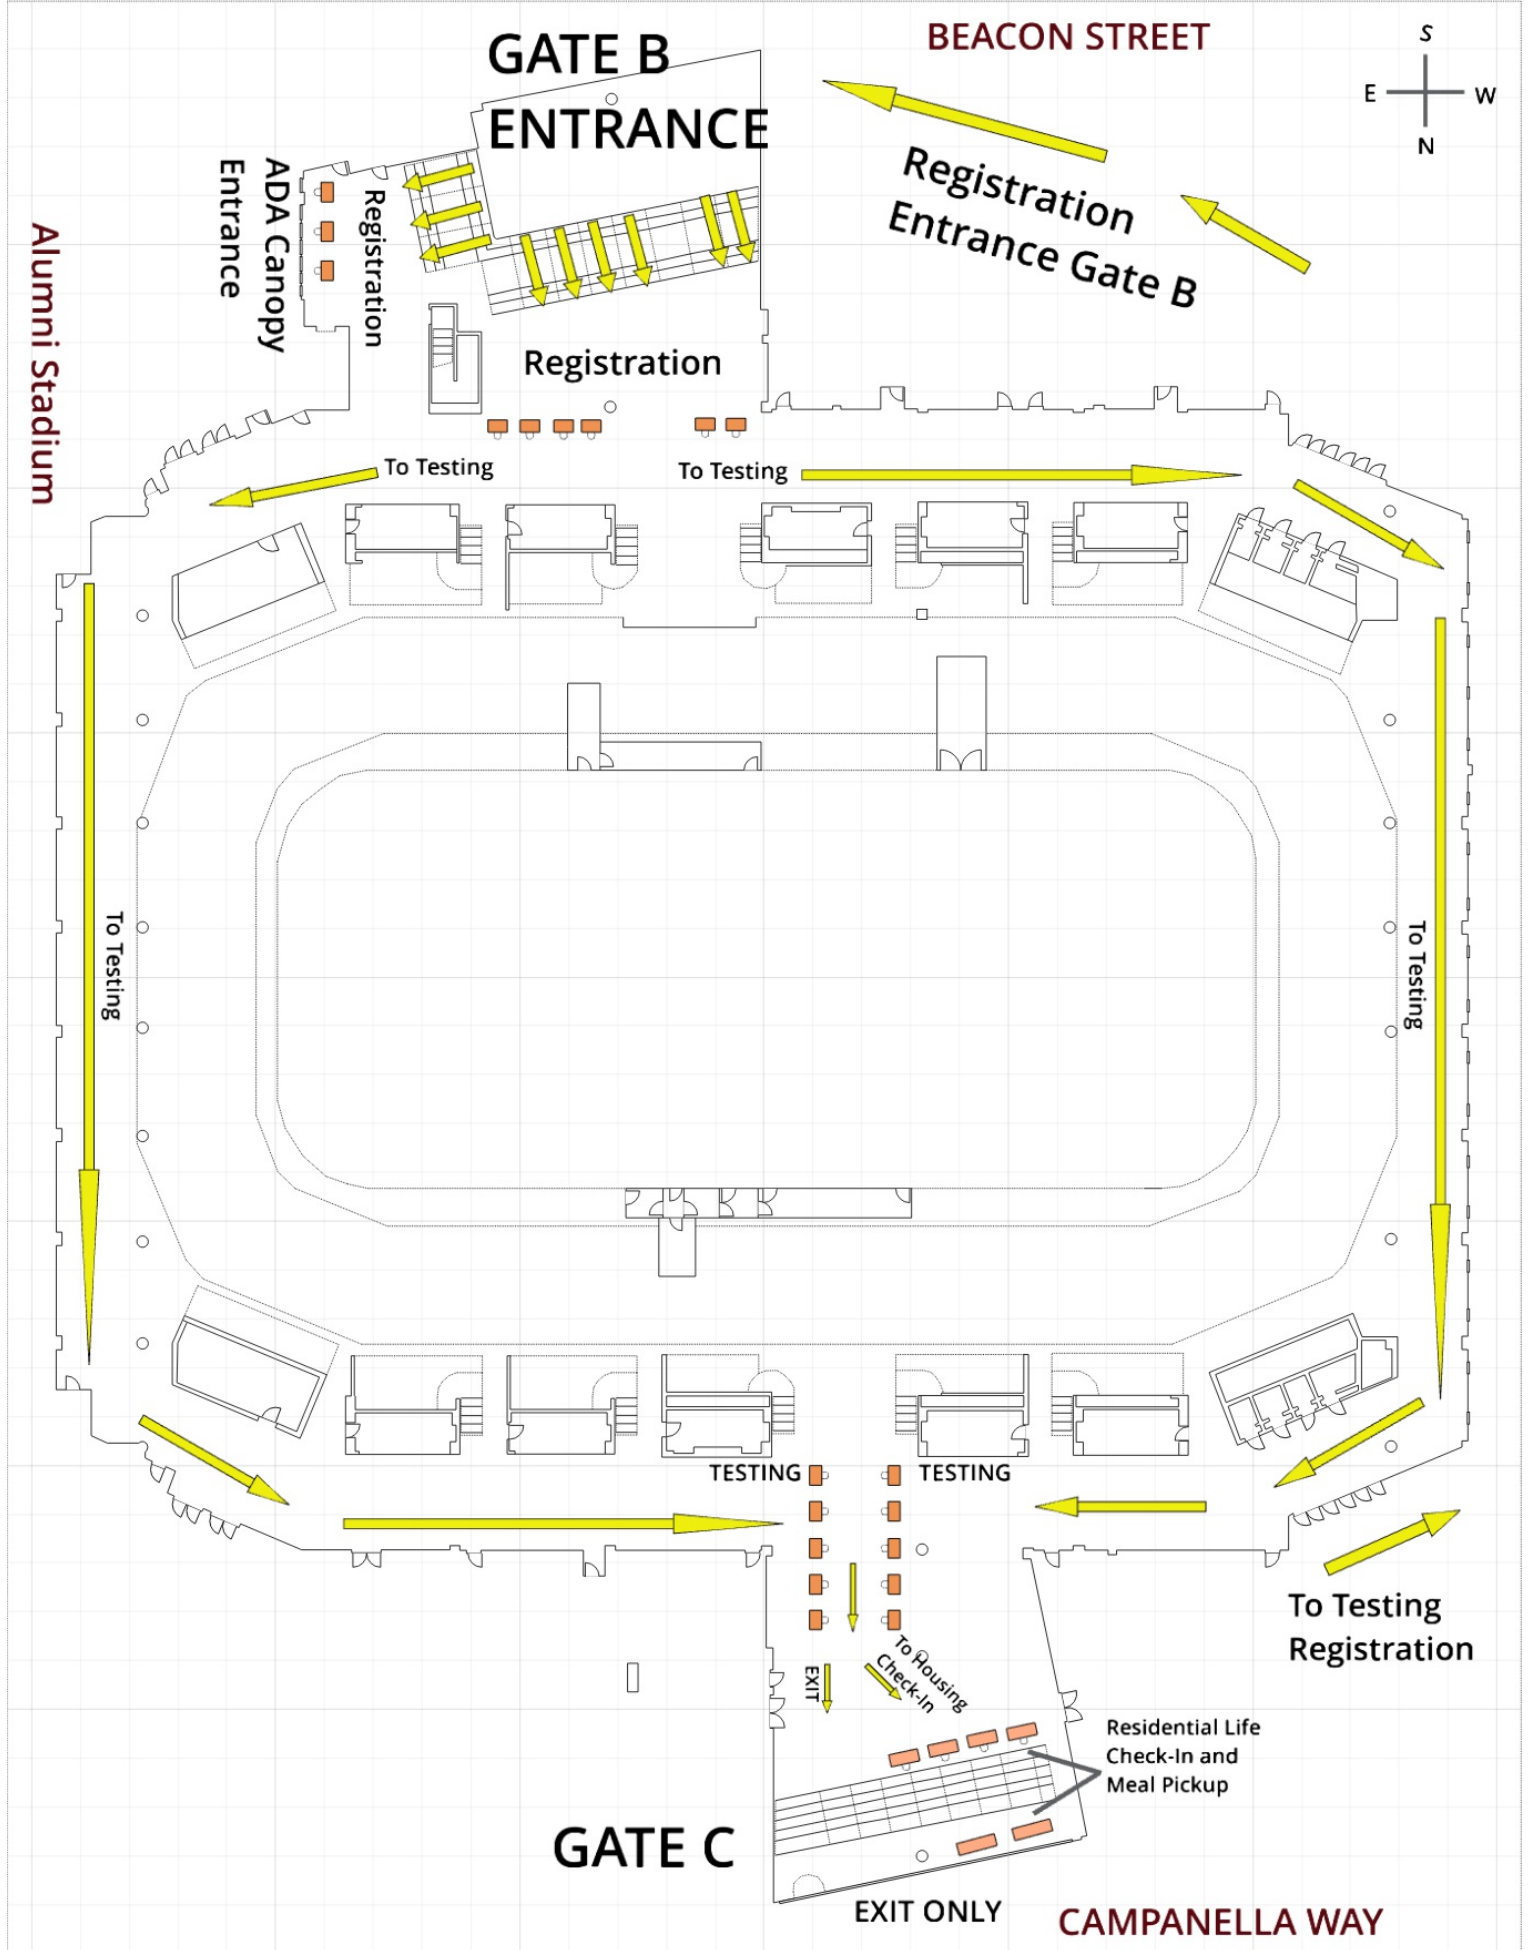 GATE B
ENTRANCE
BEACON STREET
S
E
W
N
Registration
Entrance Gate B
ADA Canopy
Entrance
Registration
Alumni Stadium
Registration
To Testing
To Testing
To Testing
To Testing
TESTING
TESTING
To Testing
Registration
EXIT
To Housing
Check-In
Residential Life
Check-In and
Meal Pickup
GATE C
EXIT ONLY
CAMPANELLA WAY